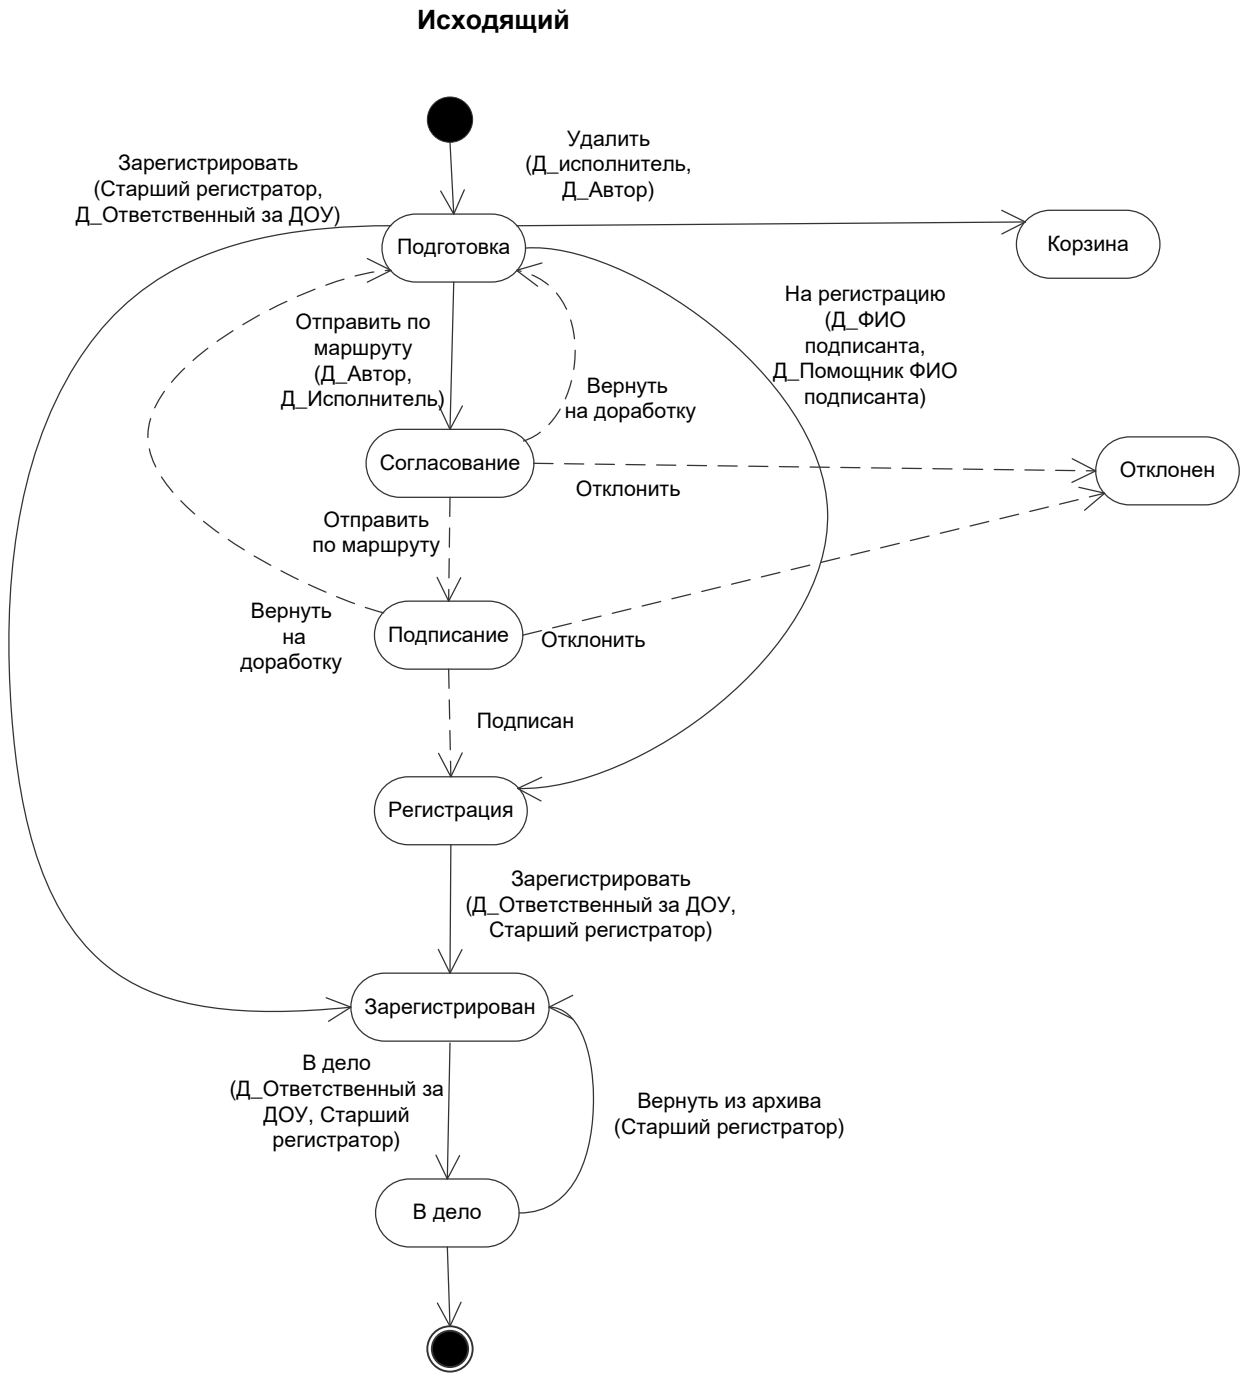 Исходящий
Удалить
(Д_исполнитель,
Д_Автор)
Зарегистрировать
(Старший регистратор,
Д_Ответственный за ДОУ)
Подготовка
Корзина
На регистрацию
(Д_ФИО
подписанта,
Д_Помощник ФИО
подписанта)
Отправить по
маршруту
(Д_Автор,
Д_Исполнитель)
Вернуть
на доработку
Согласование
Отклонен
Отклонить
Отправить
по маршруту
Вернуть
на
доработку
Подписание
Отклонить
Подписан
Регистрация
Зарегистрировать
(Д_Ответственный за ДОУ,
Старший регистратор)
Зарегистрирован
В дело
(Д_Ответственный за
ДОУ, Старший
регистратор)
Вернуть из архива
(Старший регистратор)
В дело